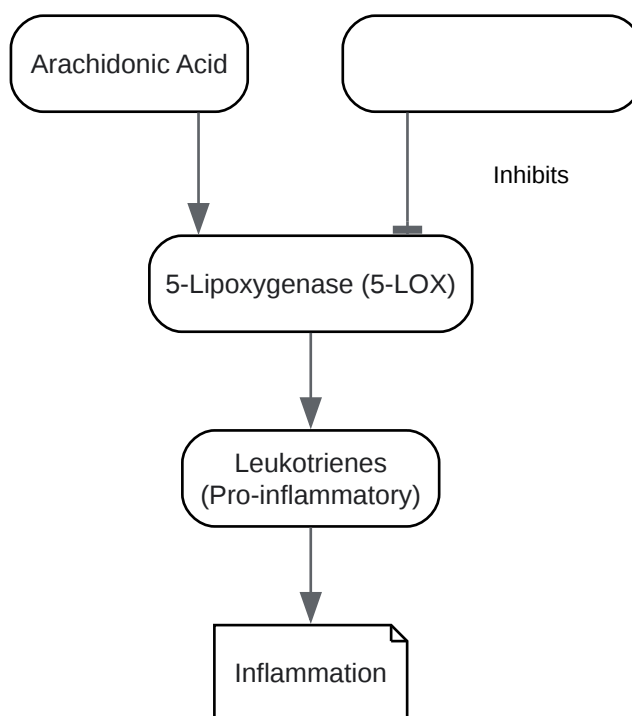 Arachidonic Acid
Inhibits
5-Lipoxygenase (5-LOX)
Leukotrienes
(Pro-inflammatory)
Inflammation